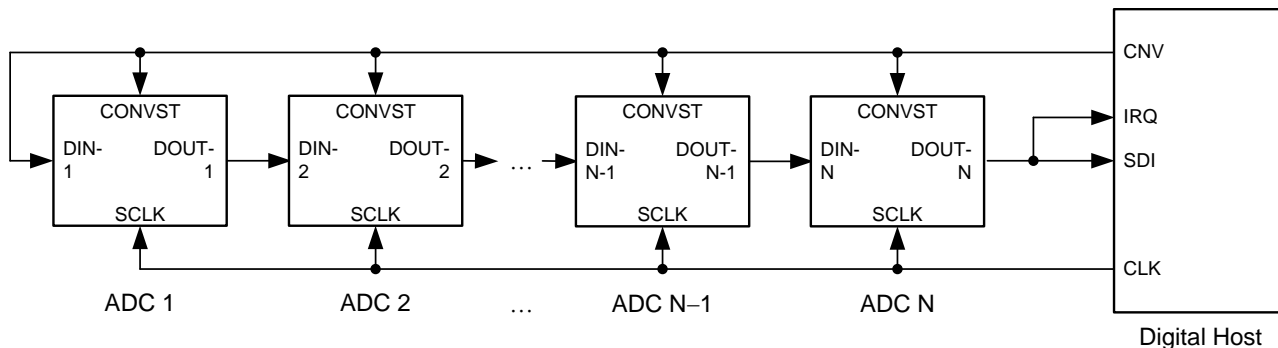 CNV
CONVST CONVST CONVST CONVST
IRQ
DIN-
1
DOUT-
1
DIN-
2
DOUT-
2
...
DIN-
N-1
DOUT-
N-1
DIN-
N
DOUT-
N
SDI
SCLK SCLK SCLK SCLK
CLK
ADC 1 ADC 2 ... ADC N−1 ADC N
Digital Host